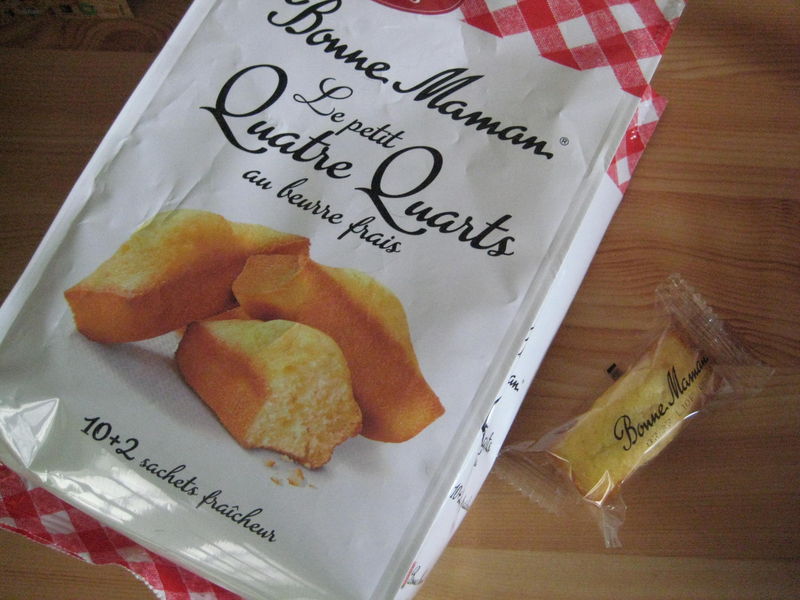 Bonne Maman®
Le petit
Quatre Quarts
au beurre frais
10+2 sachets fraîcheur
Bonne Maman